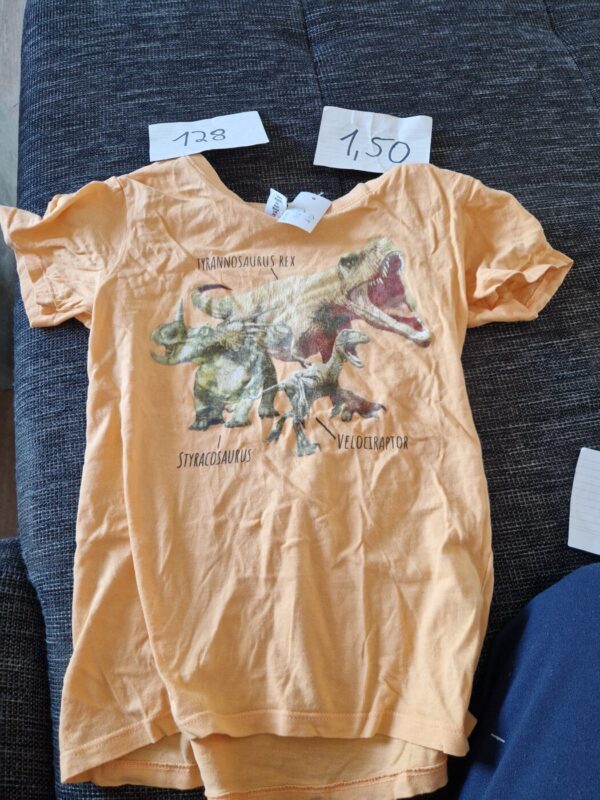 128
1,50
TYRANNOSAURUS REX
VELOCIRAPTOR
STYRACOSAURUS